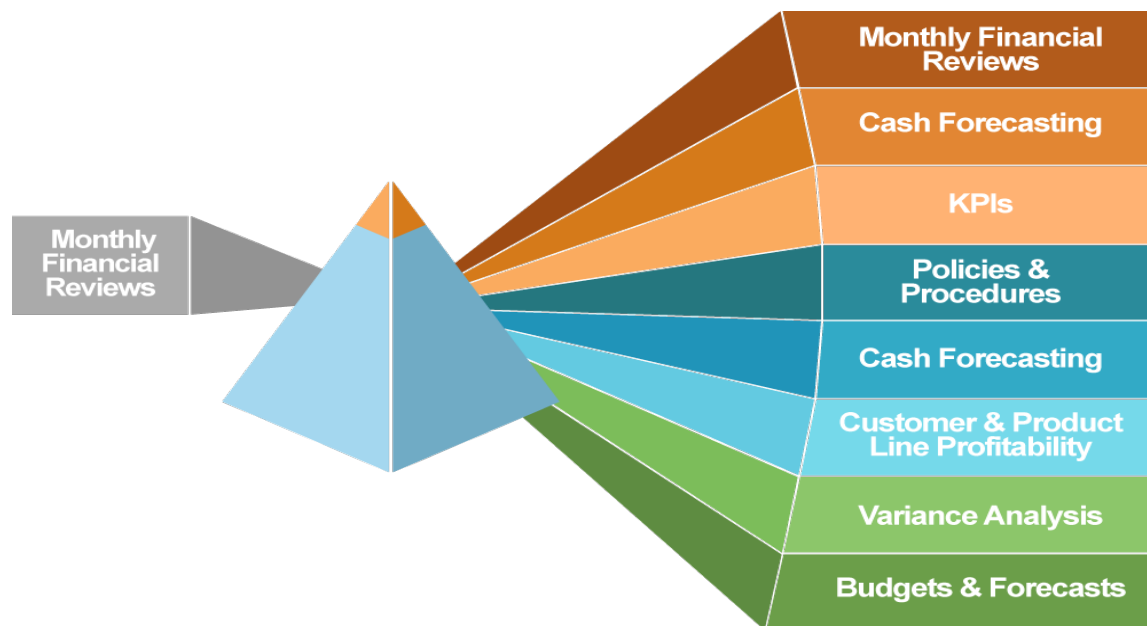 Monthly
Financial
Reviews
Monthly Financial
Reviews
Cash Forecasting
KPIs
Policies &
Procedures
Cash Forecasting
Customer & Product
Line Profitability
Variance Analysis
Budgets & Forecasts